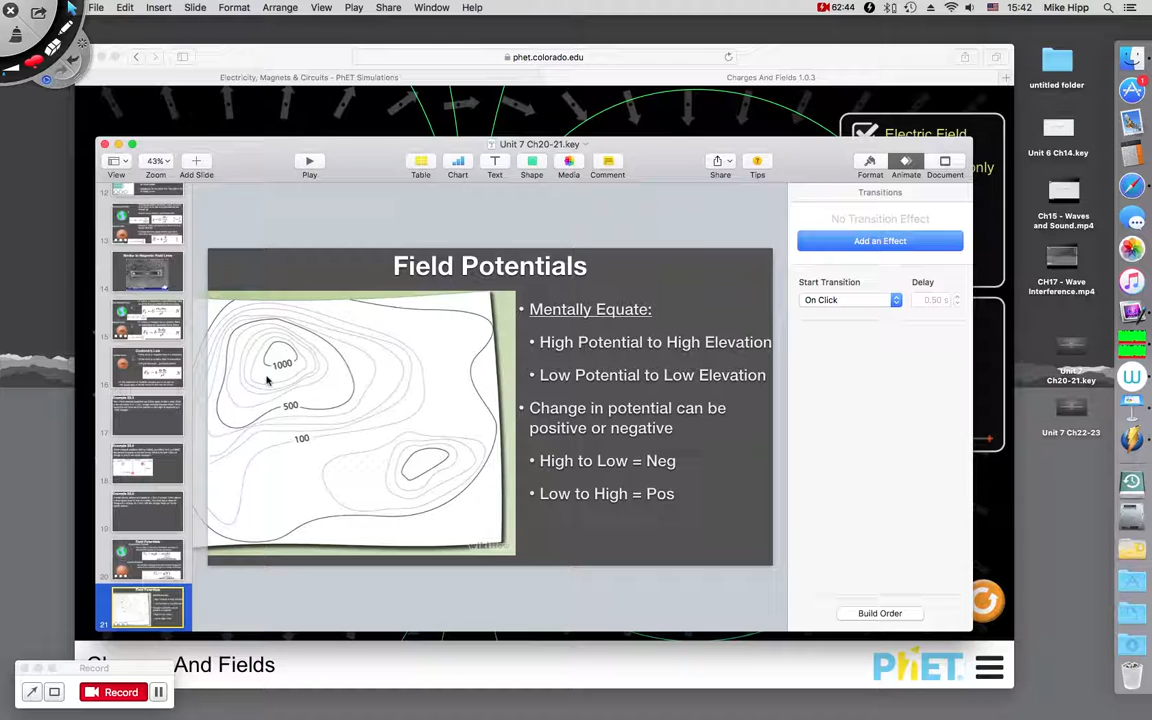 File Edit Insert Slide Format Arrange View Play Share Window Help 62:44 15:42 Mike Hipp
phet.colorado.edu
Electricity, Magnets & Circuits - PhET Simulations
Charges And Fields 1.0.3
Electric Field
only
Unit 7 Ch20-21.key
43%
View Zoom Add Slide Play Table Chart Text Shape Media Comment Share Tips Format Animate Document
Transitions
No Transition Effect
Add an Effect
Start Transition Delay
On Click 0.50 s
Build Order
12
13
14
15
16
17
18
19
20
21
Field Potentials
1000
500
100
wikiHow
• Mentally Equate:
• High Potential to High Elevation
• Low Potential to Low Elevation
• Change in potential can be
positive or negative
• High to Low = Neg
• Low to High = Pos
And Fields
PhET
Record
Record
untitled folder
Unit 6 Ch14.key
Ch15 - Waves
and Sound.mp4
CH17 - Wave
Interference.mp4
Unit 7
Ch20-21.key
Unit 7 Ch22-23
1